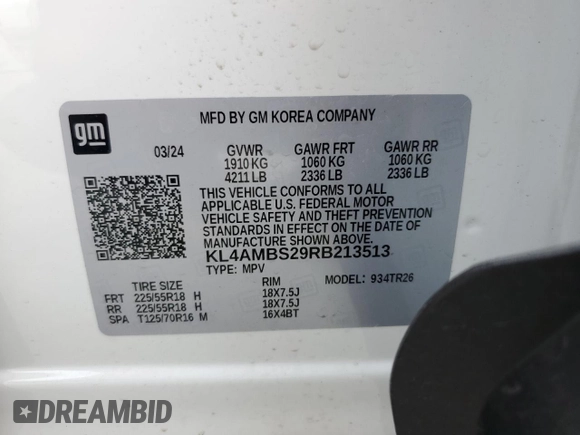 gm
MFD BY GM KOREA COMPANY
03/24 GVWR GAWR FRT GAWR RR
1910 KG 1060 KG 1060 KG
4211 LB 2336 LB 2336 LB
THIS VEHICLE CONFORMS TO ALL
APPLICABLE U.S. FEDERAL MOTOR
VEHICLE SAFETY AND THEFT PREVENTION
STANDARDS IN EFFECT ON THE DATE OF
MANUFACTURE SHOWN ABOVE.
KL4AMBS29RB213513
TYPE: MPV MODEL: 934TR26
TIRE SIZE RIM
FRT 225/55R18 H 18X7.5J
RR 225/55R18 H 18X7.5J
SPA T125/70R16 M 16X4BT
DREAMBID